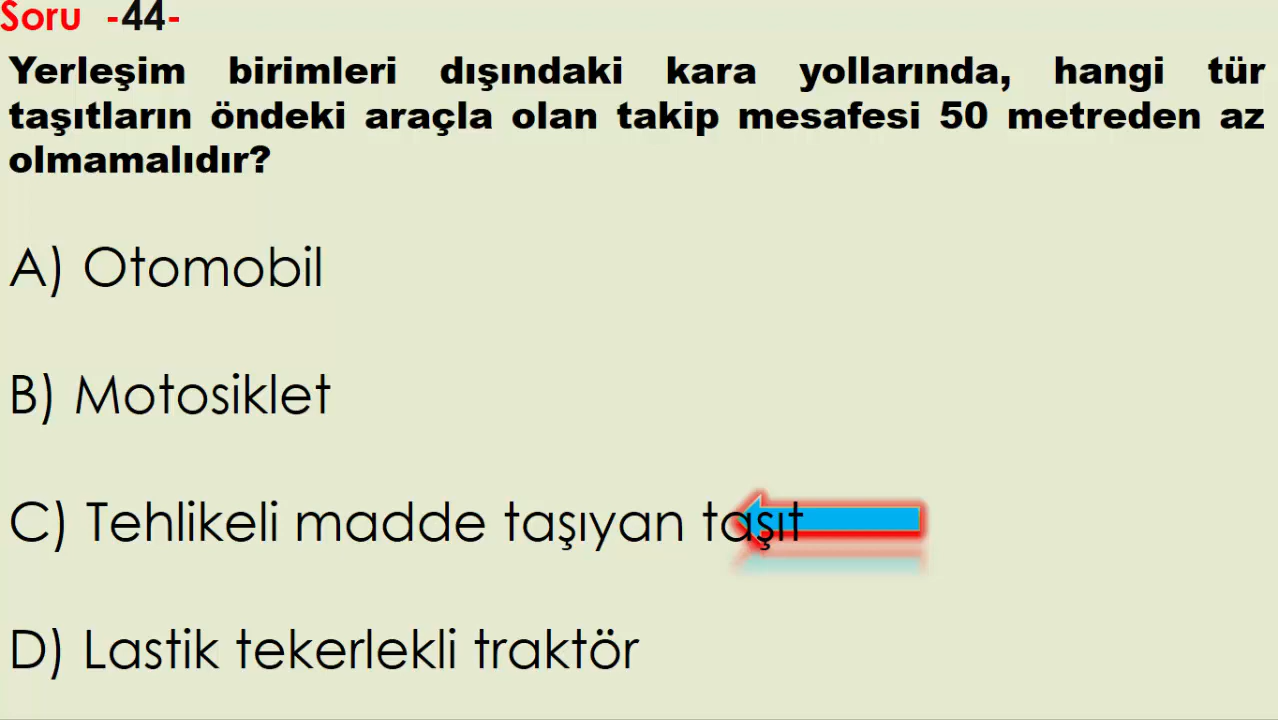 Soru -44-
Yerleşim birimleri dışındaki kara yollarında, hangi tür
taşıtların öndeki araçla olan takip mesafesi 50 metreden az
olmamalıdır?
A) Otomobil
B) Motosiklet
C) Tehlikeli madde taşıyan taşıt
D) Lastik tekerlekli traktör